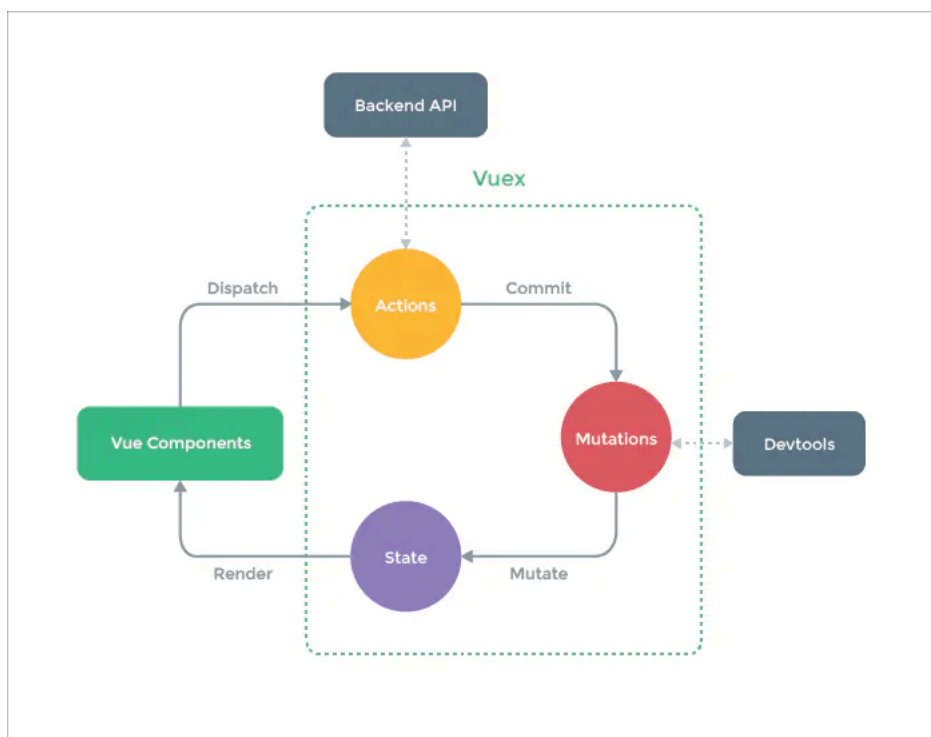 Backend API
Vuex
Dispatch
Actions
Commit
Vue Components
Mutations
Devtools
State
Render
Mutate